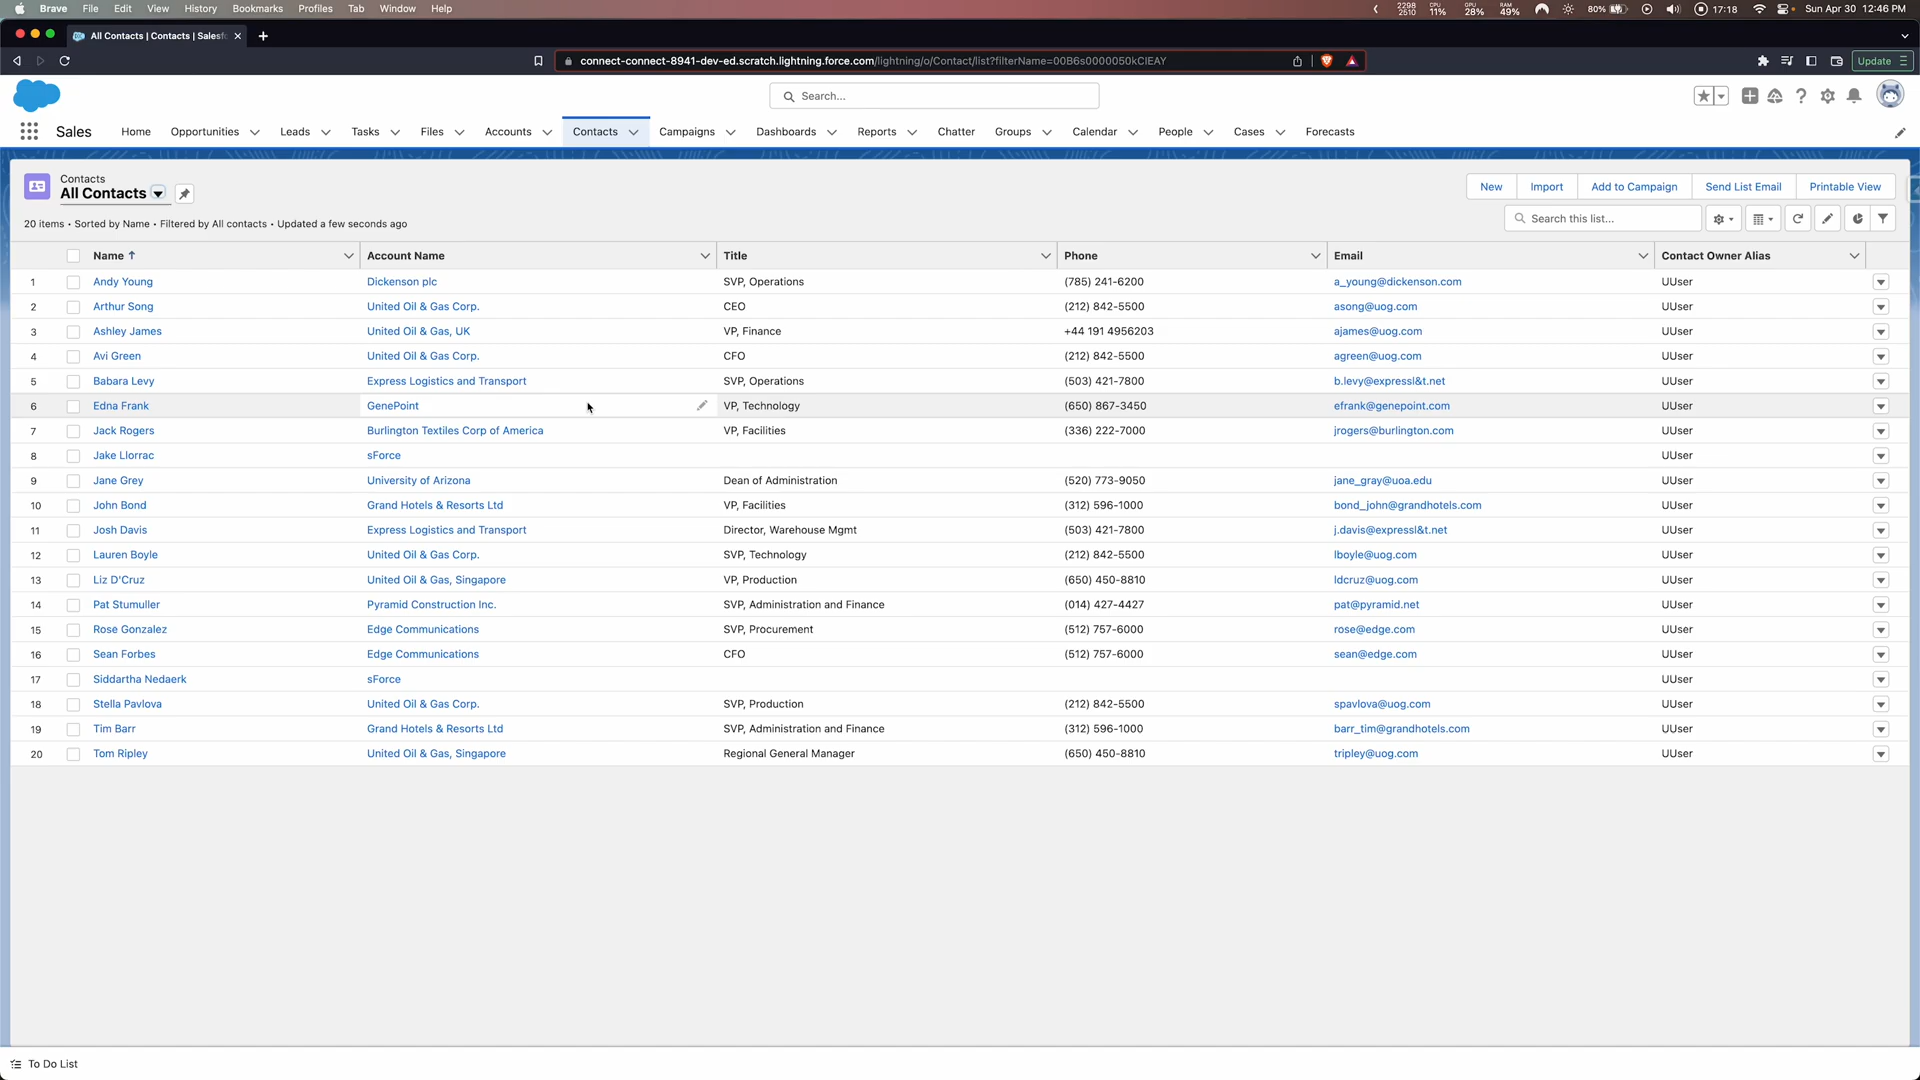 Brave File Edit View History Bookmarks Profiles Tab Window Help 2298 2510 CPU 11% GPU 28% RAM 49% 80% 17:18 Sun Apr 30 12:46 PM
All Contacts | Contacts | Salesf
connect-connect-8941-dev-ed.scratch.lightning.force.com/lightning/o/Contact/list?filterName=00B6s0000050kCIEAY Update
Search...
Sales Home Opportunities Leads Tasks Files Accounts Contacts Campaigns Dashboards Reports Chatter Groups Calendar People Cases Forecasts
Contacts
All Contacts New Import Add to Campaign Send List Email Printable View
20 items • Sorted by Name • Filtered by All contacts • Updated a few seconds ago Search this list...
Name Account Name Title Phone Email Contact Owner Alias
1 Andy Young Dickenson plc SVP, Operations (785) 241-6200 a_young@dickenson.com UUser
2 Arthur Song United Oil & Gas Corp. CEO (212) 842-5500 asong@uog.com UUser
3 Ashley James United Oil & Gas, UK VP, Finance +44 191 4956203 ajames@uog.com UUser
4 Avi Green United Oil & Gas Corp. CFO (212) 842-5500 agreen@uog.com UUser
5 Babara Levy Express Logistics and Transport SVP, Operations (503) 421-7800 b.levy@expressl&t.net UUser
6 Edna Frank GenePoint VP, Technology (650) 867-3450 efrank@genepoint.com UUser
7 Jack Rogers Burlington Textiles Corp of America VP, Facilities (336) 222-7000 jrogers@burlington.com UUser
8 Jake Llorrac sForce UUser
9 Jane Grey University of Arizona Dean of Administration (520) 773-9050 jane_gray@uoa.edu UUser
10 John Bond Grand Hotels & Resorts Ltd VP, Facilities (312) 596-1000 bond_john@grandhotels.com UUser
11 Josh Davis Express Logistics and Transport Director, Warehouse Mgmt (503) 421-7800 j.davis@expressl&t.net UUser
12 Lauren Boyle United Oil & Gas Corp. SVP, Technology (212) 842-5500 lboyle@uog.com UUser
13 Liz D'Cruz United Oil & Gas, Singapore VP, Production (650) 450-8810 ldcruz@uog.com UUser
14 Pat Stumuller Pyramid Construction Inc. SVP, Administration and Finance (014) 427-4427 pat@pyramid.net UUser
15 Rose Gonzalez Edge Communications SVP, Procurement (512) 757-6000 rose@edge.com UUser
16 Sean Forbes Edge Communications CFO (512) 757-6000 sean@edge.com UUser
17 Siddartha Nedaerk sForce UUser
18 Stella Pavlova United Oil & Gas Corp. SVP, Production (212) 842-5500 spavlova@uog.com UUser
19 Tim Barr Grand Hotels & Resorts Ltd SVP, Administration and Finance (312) 596-1000 barr_tim@grandhotels.com UUser
20 Tom Ripley United Oil & Gas, Singapore Regional General Manager (650) 450-8810 tripley@uog.com UUser
To Do List